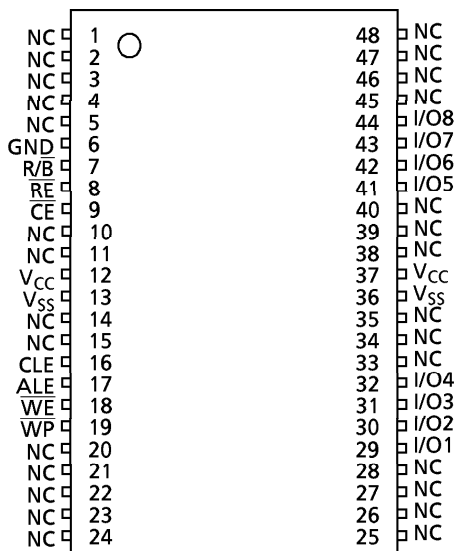 NC 1 48 NC
NC 2 47 NC
NC 3 46 NC
NC 4 45 NC
NC 5 44 I/O8
GND 6 43 I/O7
R/B̅ 7 42 I/O6
R̅E̅ 8 41 I/O5
C̅E̅ 9 40 NC
NC 10 39 NC
NC 11 38 NC
VCC 12 37 VCC
VSS 13 36 VSS
NC 14 35 NC
NC 15 34 NC
CLE 16 33 NC
ALE 17 32 I/O4
W̅E̅ 18 31 I/O3
W̅P̅ 19 30 I/O2
NC 20 29 I/O1
NC 21 28 NC
NC 22 27 NC
NC 23 26 NC
NC 24 25 NC